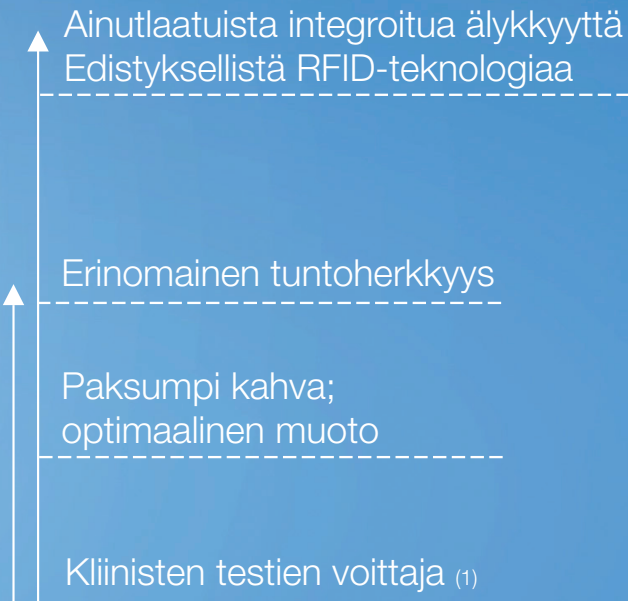 Ainutlaatuista integroitua älykkyyttä
Edistyksellistä RFID-teknologiaa
Erinomainen tuntoherkkyys
Paksumpi kahva;
optimaalinen muoto
Kliinisten testien voittaja (1)